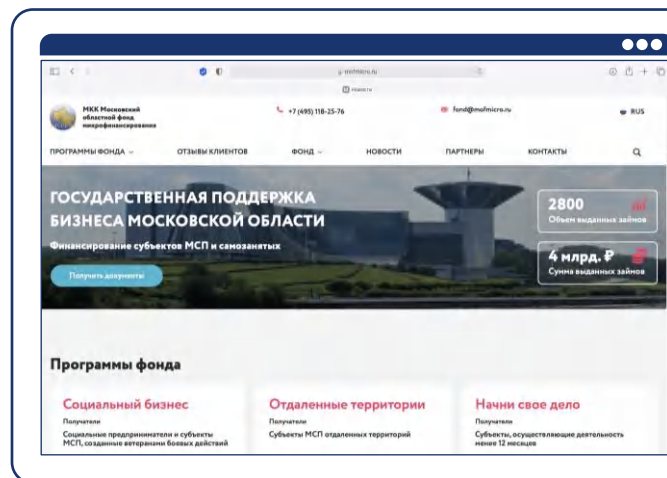 mofmicro.ru
МКК Московский
областной фонд
микрофинансирования
+7 (495) 118-25-76
fond@mofmicro.ru
RUS
ПРОГРАММЫ ФОНДА
ОТЗЫВЫ КЛИЕНТОВ
ФОНД
НОВОСТИ
ПАРТНЕРЫ
КОНТАКТЫ
ГОСУДАРСТВЕННАЯ ПОДДЕРЖКА
БИЗНЕСА МОСКОВСКОЙ ОБЛАСТИ
Финансирование субъектов МСП и самозанятых
Получить документы
2800
Объем выданных займов
4 млрд. ₽
Сумма выданных займов
Программы фонда
Социальный бизнес
Получатели
Социальные предприниматели и субъекты
МСП, созданные ветеранами боевых действий
Отдаленные территории
Получатели
Субъекты МСП отдаленных территорий
Начни свое дело
Получатели
Субъекты, осуществляющие деятельность
менее 12 месяцев